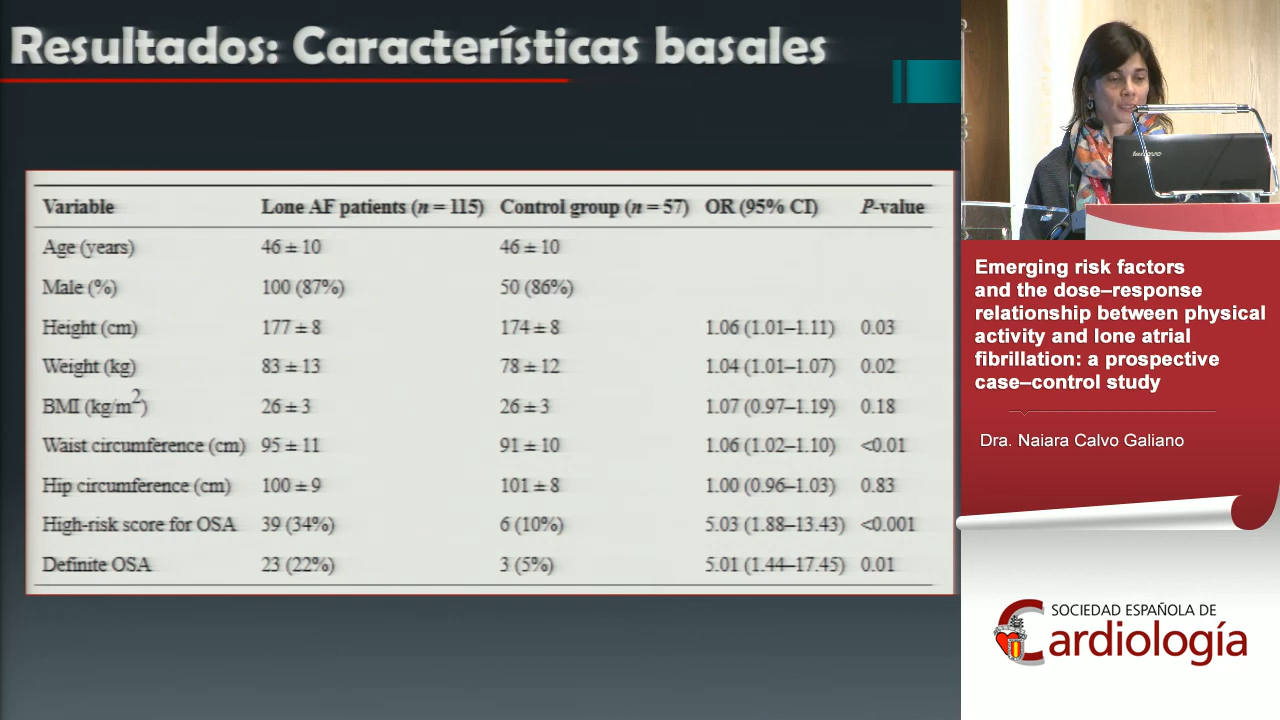 Resultados: Características basales
Variable Lone AF patients (n = 115) Control group (n = 57) OR (95% CI) P-value
Age (years) 46 ± 10 46 ± 10
Male (%) 100 (87%) 50 (86%)
Height (cm) 177 ± 8 174 ± 8 1.06 (1.01–1.11) 0.03
Weight (kg) 83 ± 13 78 ± 12 1.04 (1.01–1.07) 0.02
BMI (kg/m2) 26 ± 3 26 ± 3 1.07 (0.97–1.19) 0.18
Waist circumference (cm) 95 ± 11 91 ± 10 1.06 (1.02–1.10) <0.01
Hip circumference (cm) 100 ± 9 101 ± 8 1.00 (0.96–1.03) 0.83
High-risk score for OSA 39 (34%) 6 (10%) 5.03 (1.88–13.43) <0.001
Definite OSA 23 (22%) 3 (5%) 5.01 (1.44–17.45) 0.01
lenovo
Emerging risk factors
and the dose–response
relationship between physical
activity and lone atrial
fibrillation: a prospective
case–control study
Dra. Naiara Calvo Galiano
SOCIEDAD ESPAÑOLA DE
Cardiología